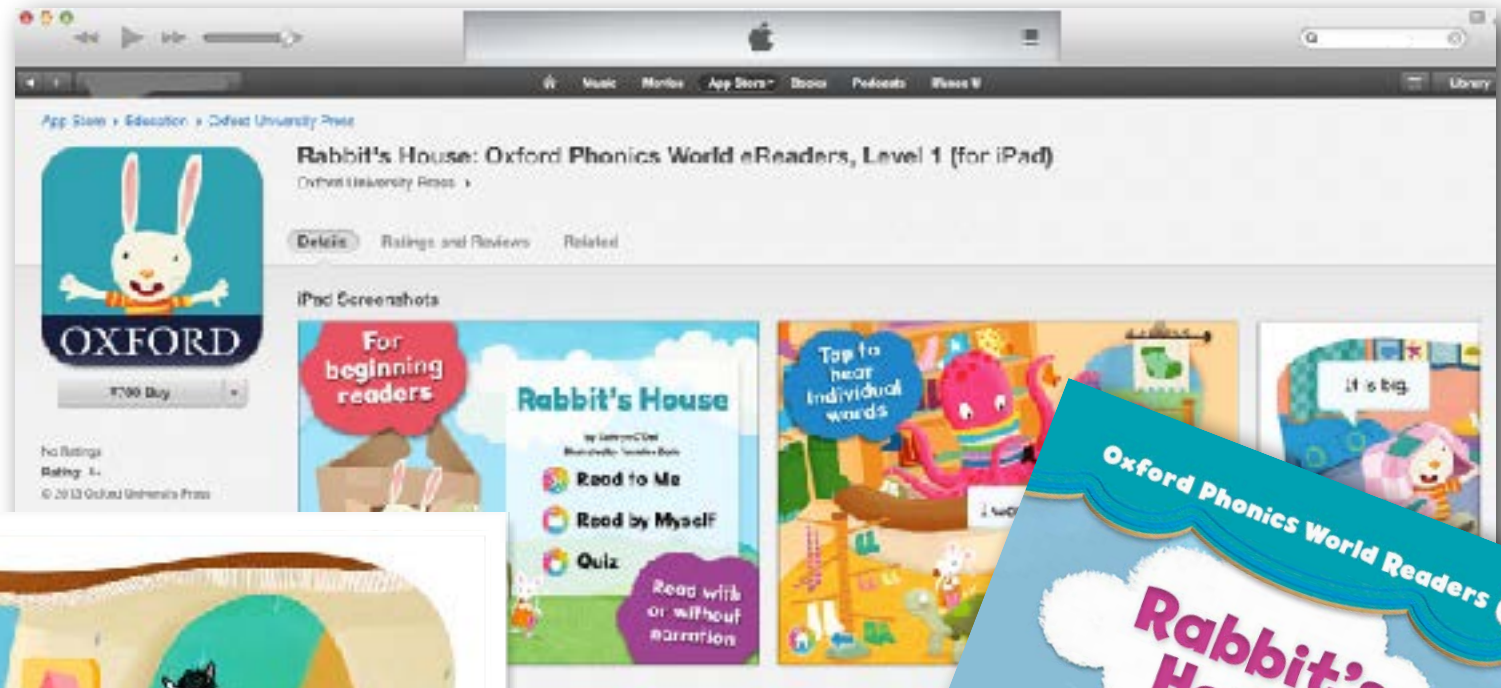 Music Movies App Store Books Podcasts iTunes U
Library
App Store Education Oxford University Press
Rabbit's House: Oxford Phonics World eReaders, Level 1 (for iPad)
Oxford University Press
Details Ratings and Reviews Related
iPad Screenshots
OXFORD
Buy
No Ratings
Rating:
© 2013 Oxford University Press
For
beginning
readers
Rabbit's House
Read to Me
Read by Myself
Quiz
Read with
or without
narration
Tap to
hear
individual
words
It is big.
Oxford Phonics World Readers
Rabbit's